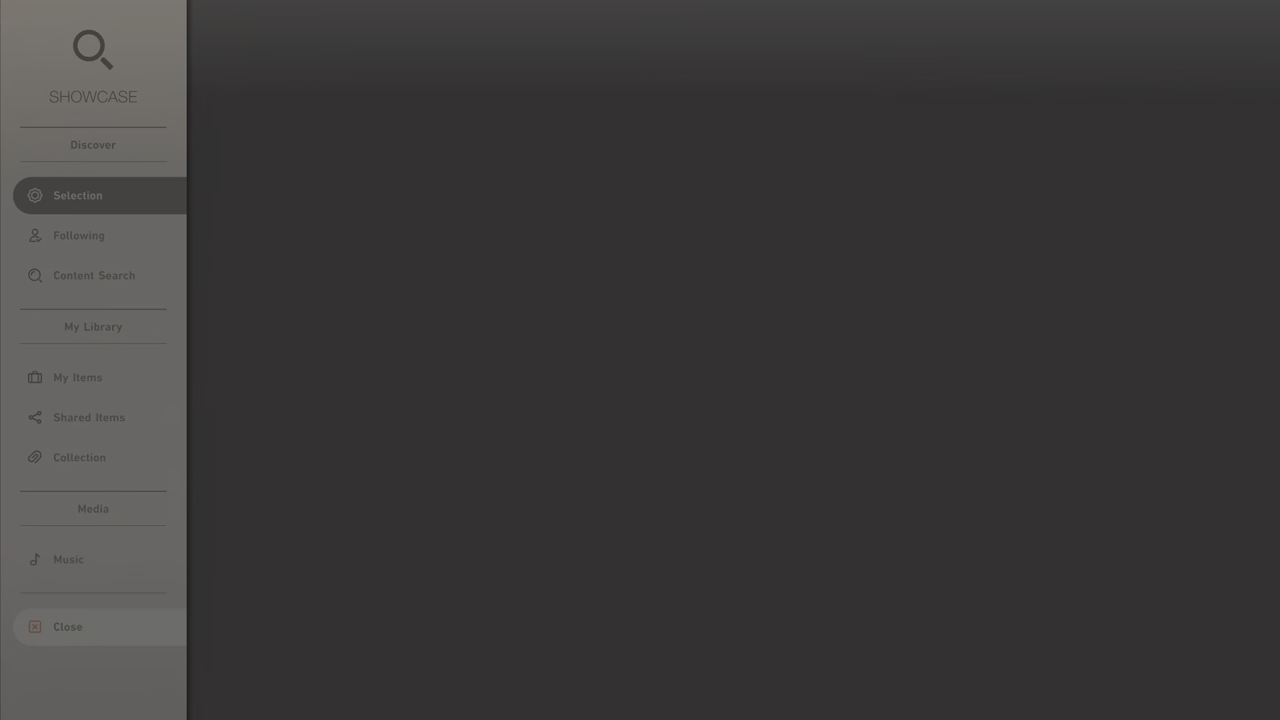 SHOWCASE
Discover
Selection
Following
Content Search
My Library
My Items
Shared Items
Collection
Media
Music
Close